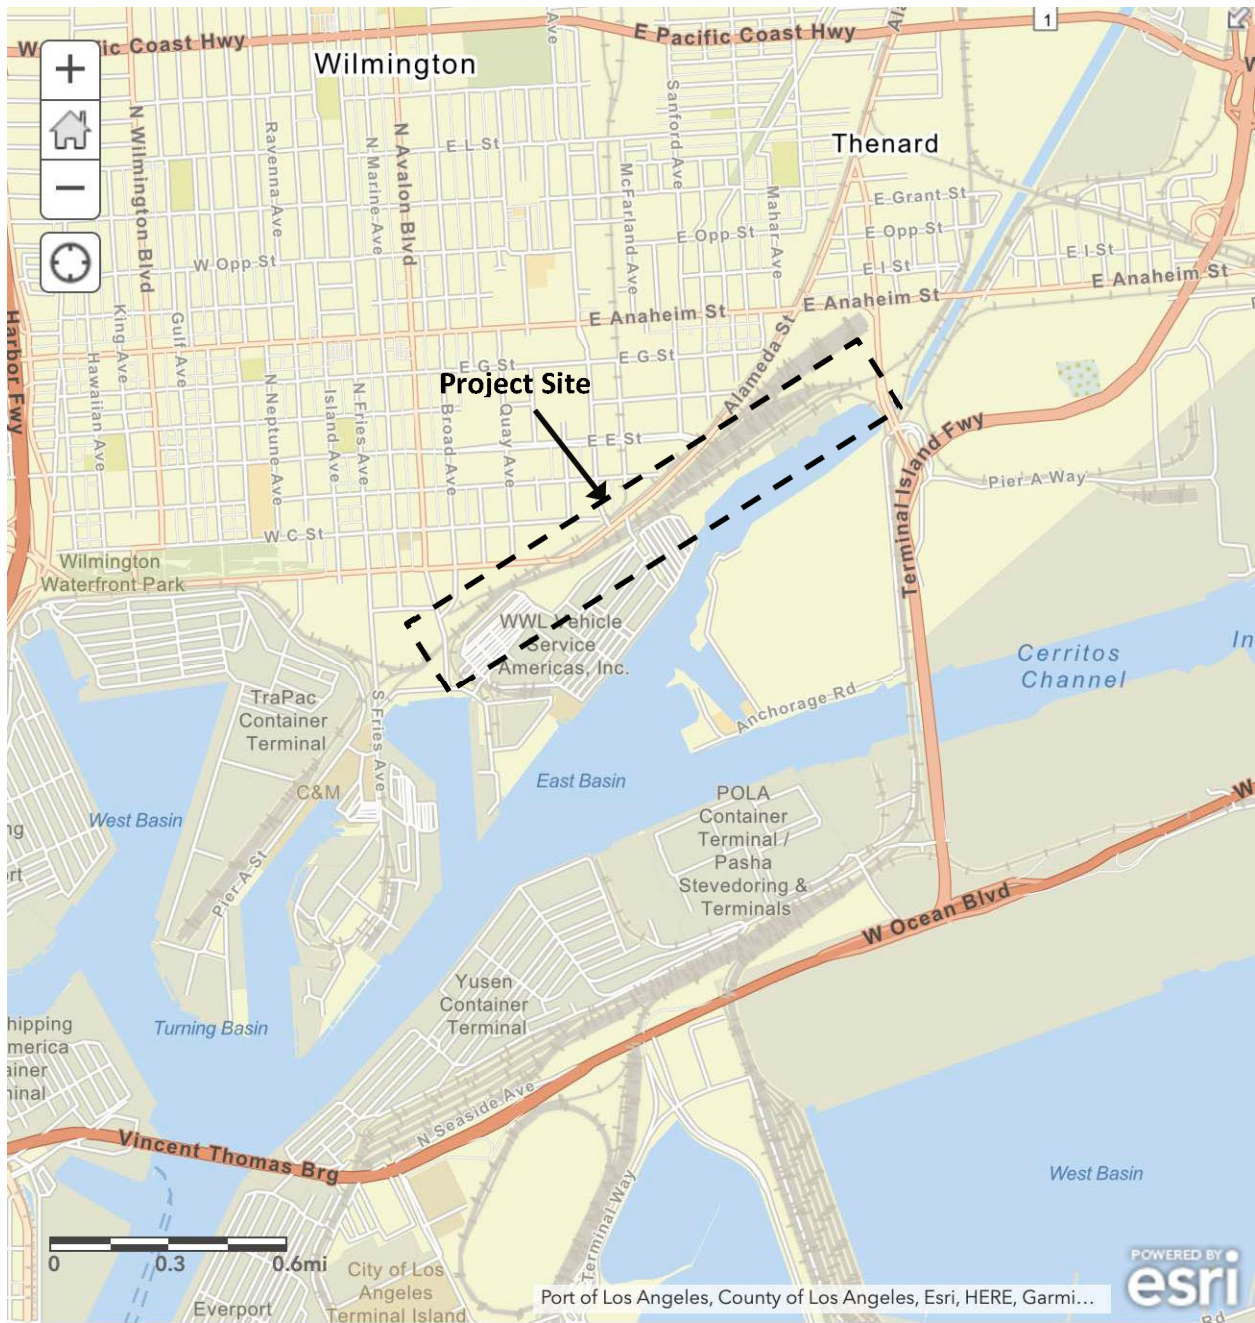 W Pacific Coast Hwy
E Pacific Coast Hwy
1
Wilmington
Thenard
N Wilmington Blvd
Ravenna Ave
N Marine Ave
N Avalon Blvd
E L St
McFarland Ave
Sanford Ave
Mahar Ave
E Grant St
E Opp St
E Opp St
W Opp St
E I St
E I St
E Anaheim St
E Anaheim St
E Anaheim St
Harbor Fwy
King Ave
Gulf Ave
Hawaiian Ave
N Neptune Ave
Island Ave
N Fries Ave
Broad Ave
Quay Ave
E G St
E G St
Alameda St
Project Site
E E St
W C St
Terminal Island Fwy
Pier A Way
Wilmington
Waterfront Park
WWL Vehicle
Service
Americas, Inc.
Cerritos
Channel
In
TraPac
Container
Terminal
S Fries Ave
Anchorage Rd
East Basin
C&M
West Basin
POLA
Container
Terminal /
Pasha
Stevedoring &
Terminals
Pier A St
W Ocean Blvd
Yusen
Container
Terminal
Turning Basin
hipping
merica
ainer
ninal
N Seaside Ave
Vincent Thomas Brg
Terminal Way
West Basin
0 0.3 0.6mi
City of Los
Angeles
Terminal Island
Everport
Port of Los Angeles, County of Los Angeles, Esri, HERE, Garmi...
POWERED BY
esri
Rd